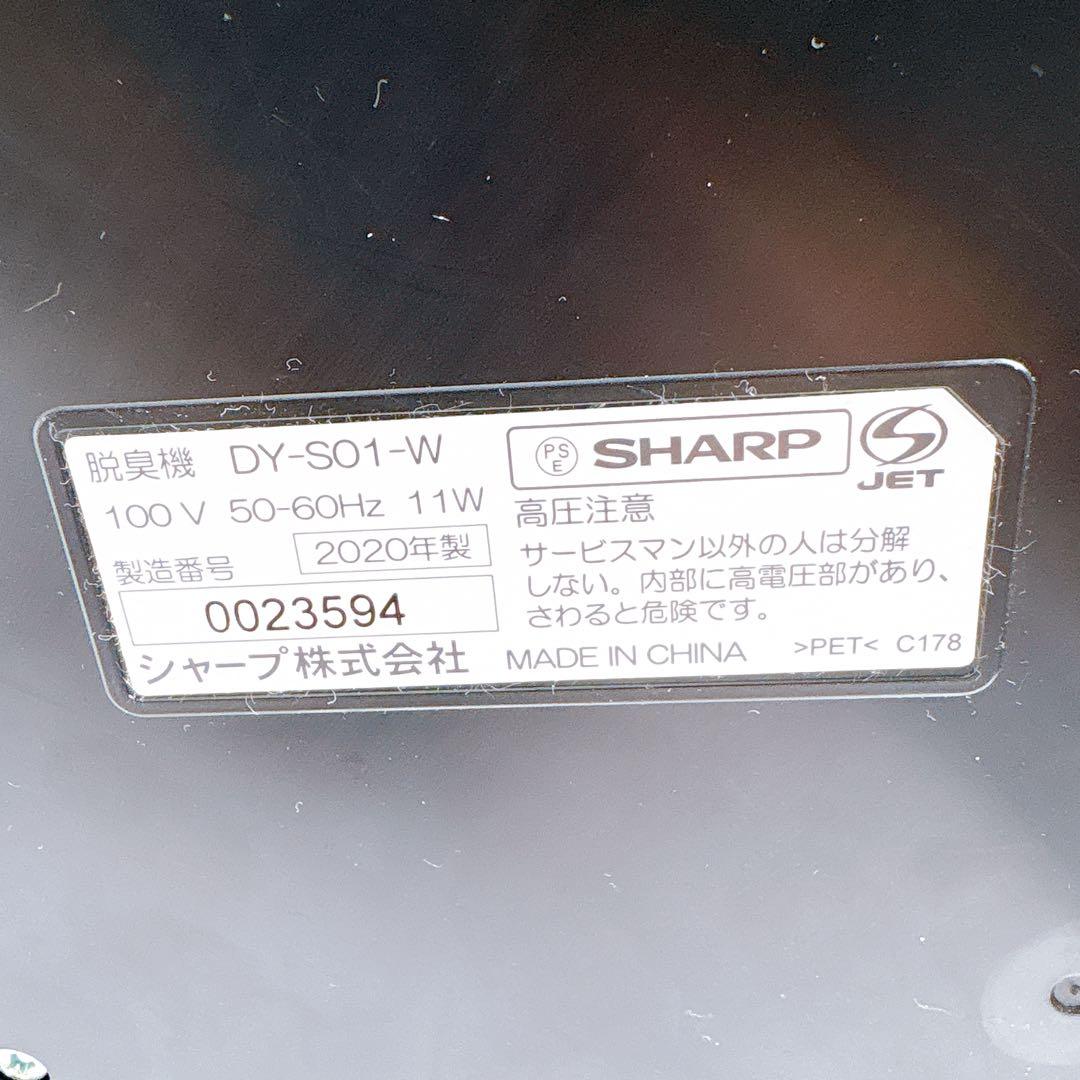 脱臭機 DY-S01-W
100V 50-60Hz 11W
製造番号 2020年製
0023594
シャープ株式会社
PSE SHARP
JET
高圧注意
サービスマン以外の人は分解
しない。内部に高電圧部があり、
さわると危険です。
MADE IN CHINA >PET< C178